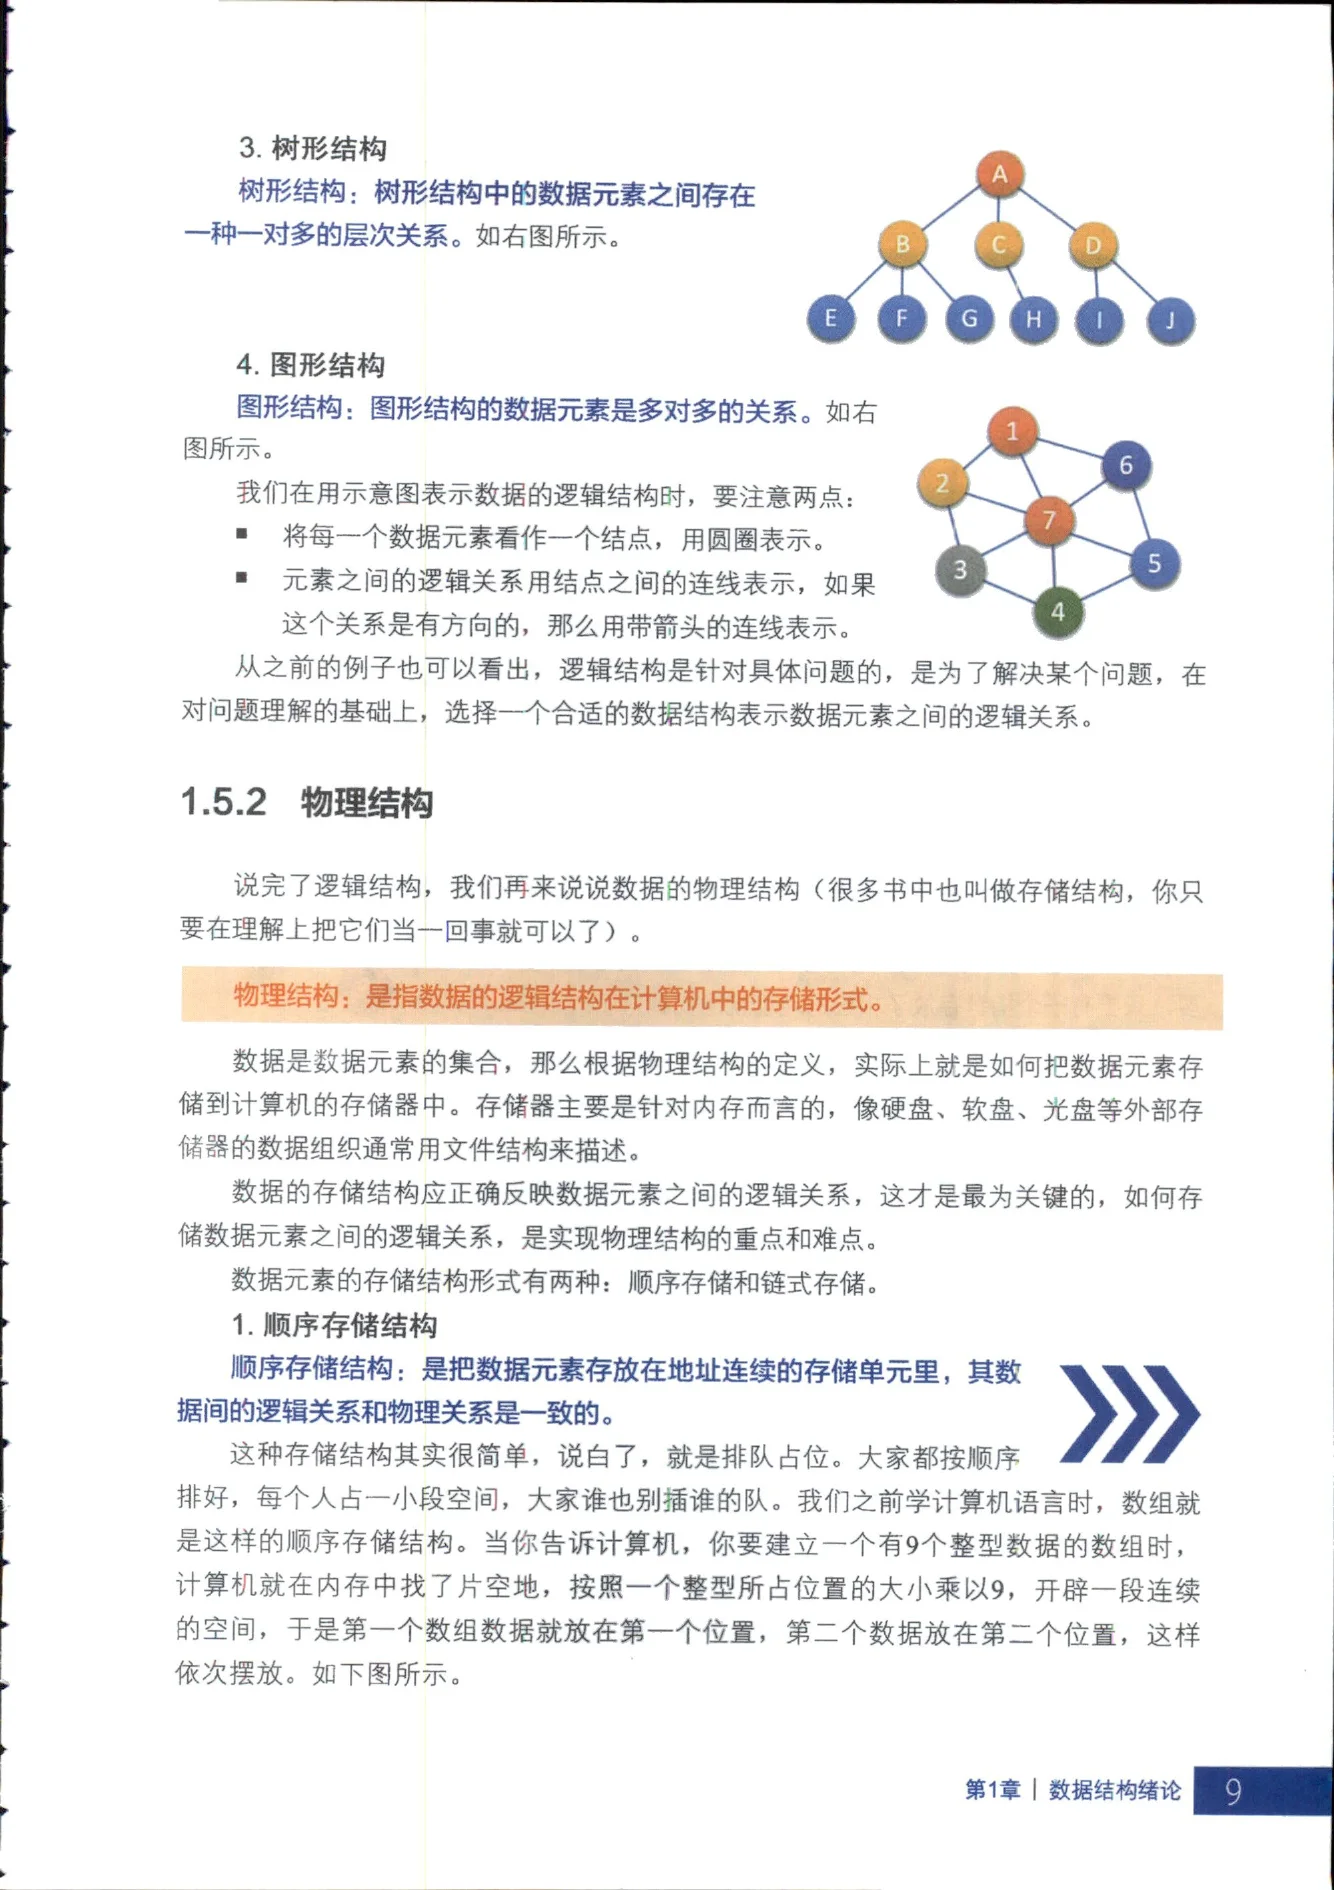 3. 树形结构
树形结构：树形结构中的数据元素之间存在
一种一对多的层次关系。如右图所示。
A
B C D
E F G H I J
4. 图形结构
图形结构：图形结构的数据元素是多对多的关系。如右
图所示。
1
6
2
7
3
5
4
我们在用示意图表示数据的逻辑结构时，要注意两点：
■ 将每一个数据元素看作一个结点，用圆圈表示。
■ 元素之间的逻辑关系用结点之间的连线表示，如果
这个关系是有方向的，那么用带箭头的连线表示。
从之前的例子也可以看出，逻辑结构是针对具体问题的，是为了解决某个问题，在
对问题理解的基础上，选择一个合适的数据结构表示数据元素之间的逻辑关系。
1.5.2 物理结构
说完了逻辑结构，我们再来说说数据的物理结构（很多书中也叫做存储结构，你只
要在理解上把它们当一回事就可以了）。
物理结构：是指数据的逻辑结构在计算机中的存储形式。
数据是数据元素的集合，那么根据物理结构的定义，实际上就是如何把数据元素存
储到计算机的存储器中。存储器主要是针对内存而言的，像硬盘、软盘、光盘等外部存
储器的数据组织通常用文件结构来描述。
数据的存储结构应正确反映数据元素之间的逻辑关系，这才是最为关键的，如何存
储数据元素之间的逻辑关系，是实现物理结构的重点和难点。
数据元素的存储结构形式有两种：顺序存储和链式存储。
1. 顺序存储结构
顺序存储结构：是把数据元素存放在地址连续的存储单元里，其数
据间的逻辑关系和物理关系是一致的。
这种存储结构其实很简单，说白了，就是排队占位。大家都按顺序
排好，每个人占一小段空间，大家谁也别插谁的队。我们之前学计算机语言时，数组就
是这样的顺序存储结构。当你告诉计算机，你要建立一个有9个整型数据的数组时，
计算机就在内存中找了片空地，按照一个整型所占位置的大小乘以9，开辟一段连续
的空间，于是第一个数组数据就放在第一个位置，第二个数据放在第二个位置，这样
依次摆放。如下图所示。
第1章 | 数据结构绪论 9